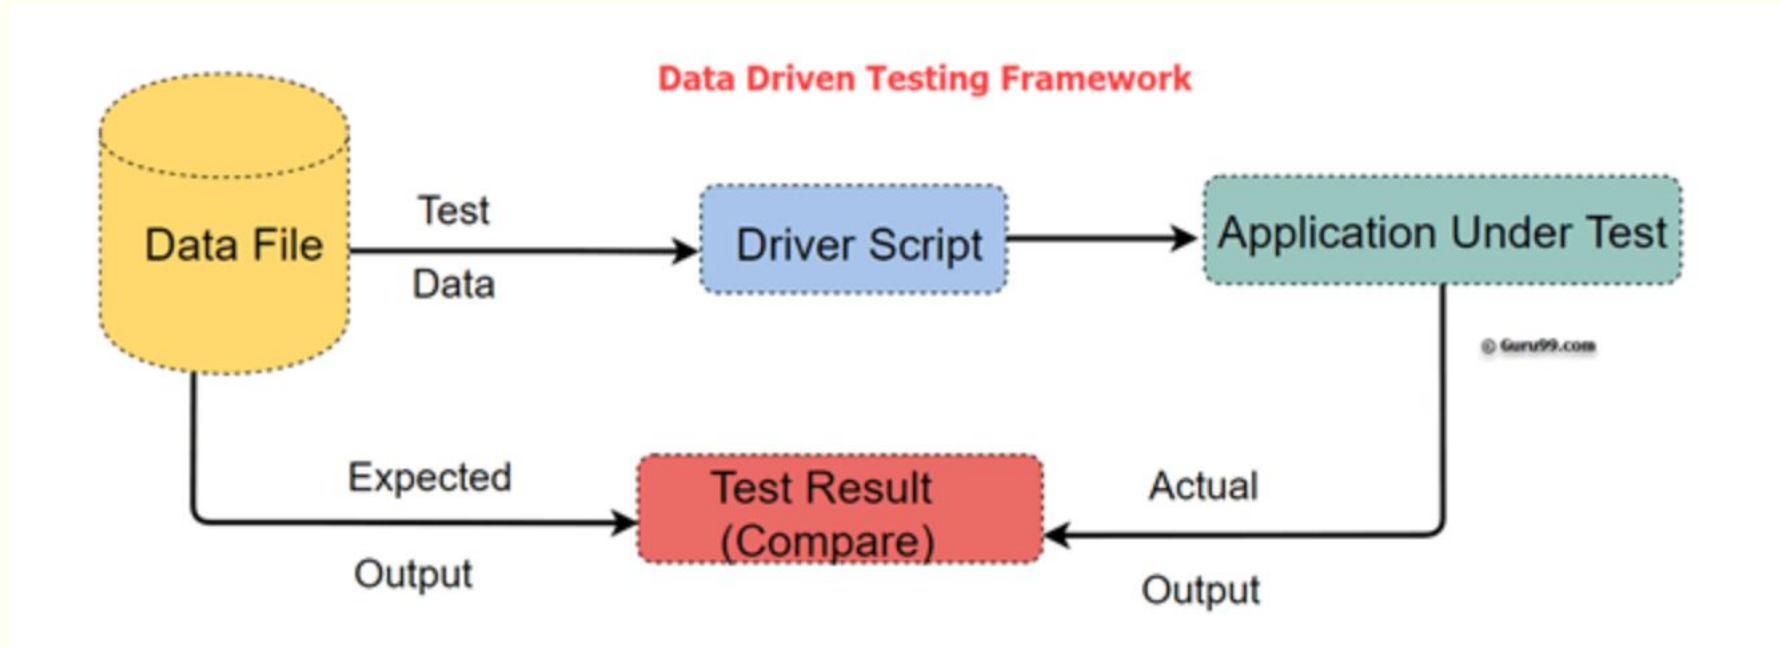 Data Driven Testing Framework
Data File
Test
Data
Driver Script
Application Under Test
© Guru99.com
Expected
Output
Test Result
(Compare)
Actual
Output